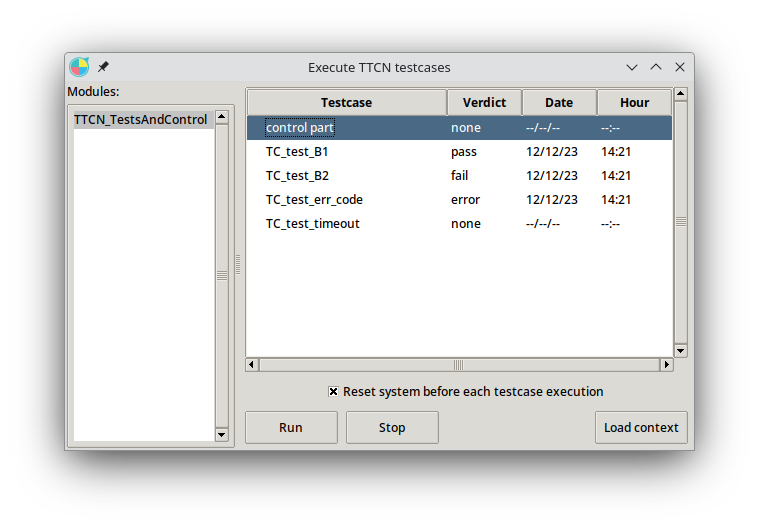 Execute TTCN testcases
Modules:
TTCN_TestsAndControl
Testcase Verdict Date Hour
control part none --/--/-- --:--
TC_test_B1 pass 12/12/23 14:21
TC_test_B2 fail 12/12/23 14:21
TC_test_err_code error 12/12/23 14:21
TC_test_timeout none --/--/-- --:--
Reset system before each testcase execution
Run Stop Load context